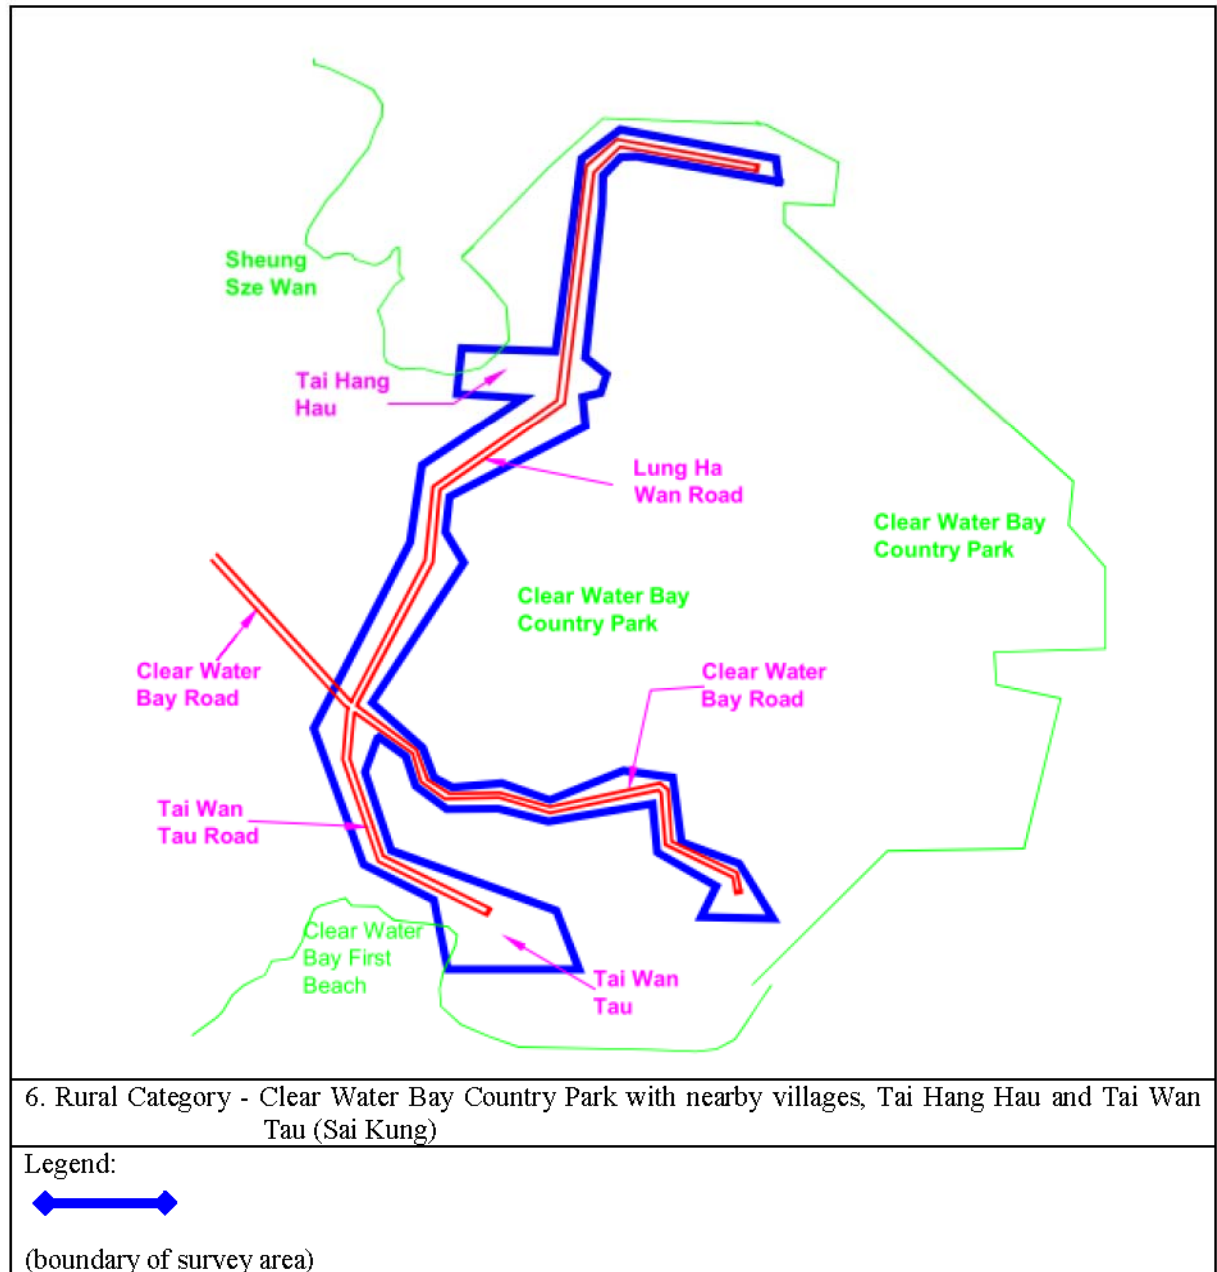 Sheung
Sze Wan
Tai Hang
Hau
Lung Ha
Wan Road
Clear Water Bay
Country Park
Clear Water Bay
Country Park
Clear Water
Bay Road
Clear Water
Bay Road
Tai Wan
Tau Road
Clear Water
Bay First
Beach
Tai Wan
Tau
6. Rural Category - Clear Water Bay Country Park with nearby villages, Tai Hang Hau and Tai Wan
Tau (Sai Kung)
Legend:
(boundary of survey area)